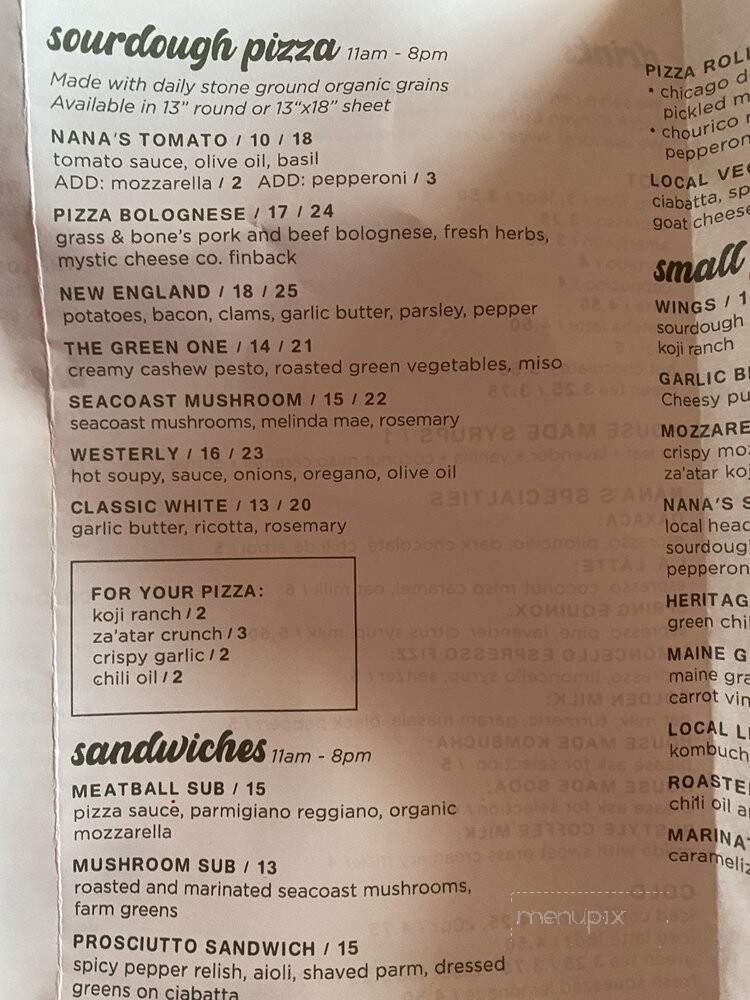 sourdough pizza 11am - 8pm
Made with daily stone ground organic grains
Available in 13" round or 13"x18" sheet
NANA'S TOMATO / 10 / 18
tomato sauce, olive oil, basil
ADD: mozzarella / 2 ADD: pepperoni / 3
PIZZA BOLOGNESE / 17 / 24
grass & bone's pork and beef bolognese, fresh herbs,
mystic cheese co. finback
NEW ENGLAND / 18 / 25
potatoes, bacon, clams, garlic butter, parsley, pepper
THE GREEN ONE / 14 / 21
creamy cashew pesto, roasted green vegetables, miso
SEACOAST MUSHROOM / 15 / 22
seacoast mushrooms, melinda mae, rosemary
WESTERLY / 16 / 23
hot soupy, sauce, onions, oregano, olive oil
CLASSIC WHITE / 13 / 20
garlic butter, ricotta, rosemary
FOR YOUR PIZZA:
koji ranch / 2
za'atar crunch / 3
crispy garlic / 2
chili oil / 2
sandwiches 11am - 8pm
MEATBALL SUB / 15
pizza sauce, parmigiano reggiano, organic
mozzarella
MUSHROOM SUB / 13
roasted and marinated seacoast mushrooms,
farm greens
PROSCIUTTO SANDWICH / 15
spicy pepper relish, aioli, shaved parm, dressed
greens on ciabatta
PIZZA ROLL
• chicago d
pickled m
• chourico
pepperon
LOCAL VEG
ciabatta, sp
goat cheese
small
WINGS / 1
sourdough
koji ranch
GARLIC B
Cheesy pu
MOZZARE
crispy moz
za'atar koj
NANA'S S
local head
sourdoug
pepperon
HERITAG
green chil
MAINE G
maine gra
carrot vin
LOCAL L
kombuch
ROASTE
chili oil a
MARINA
carameliz
menupix